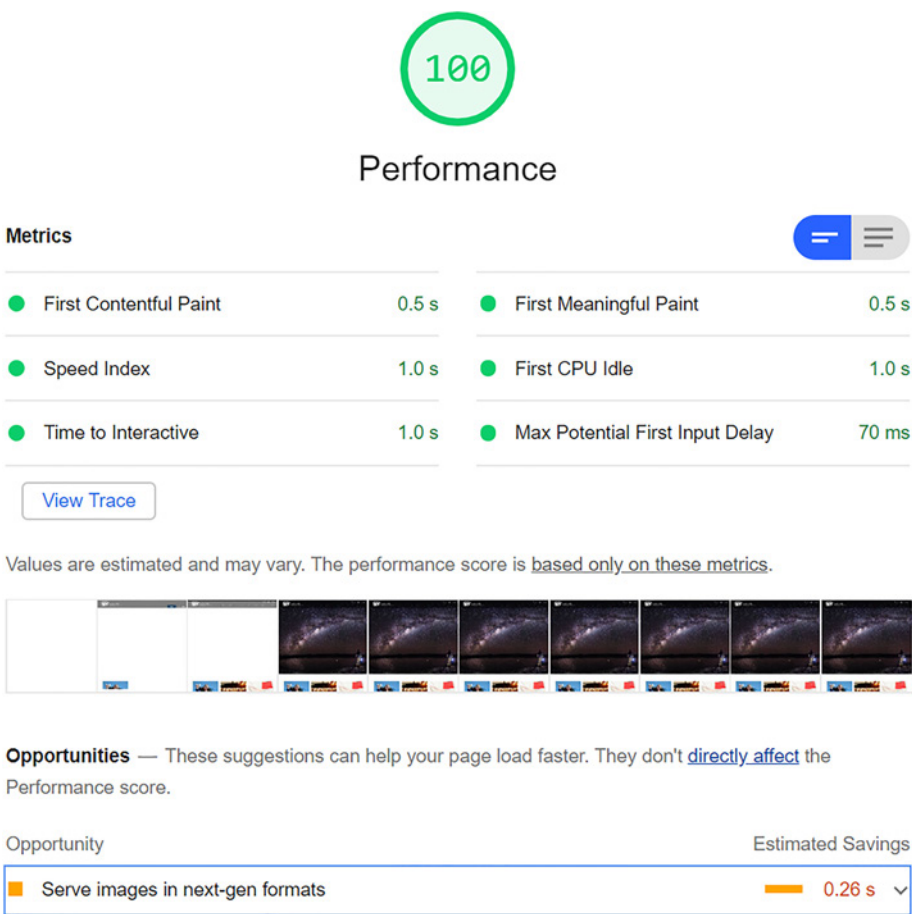 100
Performance
Metrics
First Contentful Paint 0.5 s
First Meaningful Paint 0.5 s
Speed Index 1.0 s
First CPU Idle 1.0 s
Time to Interactive 1.0 s
Max Potential First Input Delay 70 ms
View Trace
Values are estimated and may vary. The performance score is based only on these metrics.
Opportunities — These suggestions can help your page load faster. They don't directly affect the
Performance score.
Opportunity Estimated Savings
Serve images in next-gen formats 0.26 s